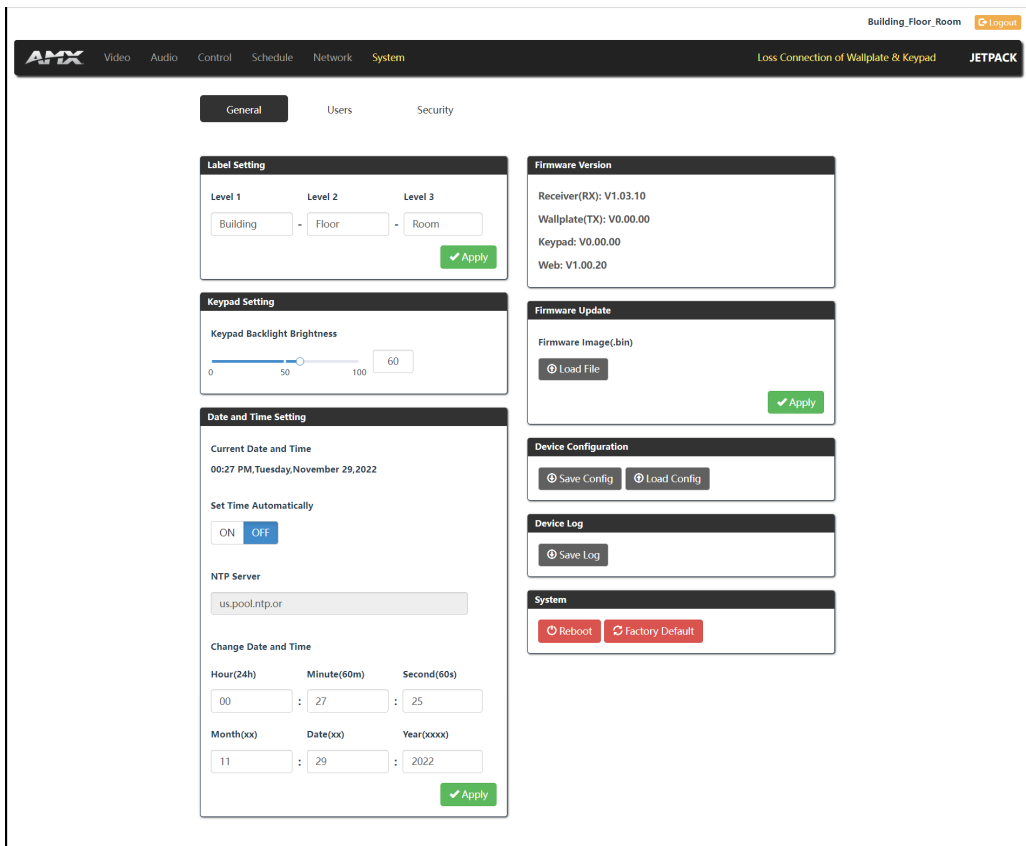 Building_Floor_Room Logout
AMX Video Audio Control Schedule Network System Loss Connection of Wallplate & Keypad JETPACK
General Users Security
Label Setting
Level 1 Level 2 Level 3
Building - Floor - Room
Apply
Keypad Setting
Keypad Backlight Brightness
60
0 50 100
Date and Time Setting
Current Date and Time
00:27 PM,Tuesday,November 29,2022
Set Time Automatically
ON OFF
NTP Server
us.pool.ntp.or
Change Date and Time
Hour(24h) Minute(60m) Second(60s)
00 : 27 : 25
Month(xx) Date(xx) Year(xxxx)
11 : 29 : 2022
Apply
Firmware Version
Receiver(RX): V1.03.10
Wallplate(TX): V0.00.00
Keypad: V0.00.00
Web: V1.00.20
Firmware Update
Firmware Image(.bin)
Load File
Apply
Device Configuration
Save Config Load Config
Device Log
Save Log
System
Reboot Factory Default